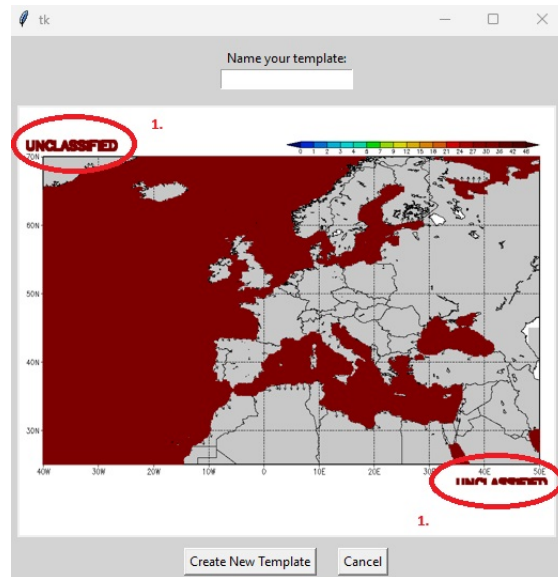 tk
Name your template:
UNCLASSIFIED
1.
0 1 2 4 5 7 9 12 15 18 21 24 27 30 36 42 48
70N
60N
50N
40N
30N
40W 30W 20W 10W 0 10E 20E 30E 40E 50E
UNCLASSIFIED
1.
Create New Template
Cancel